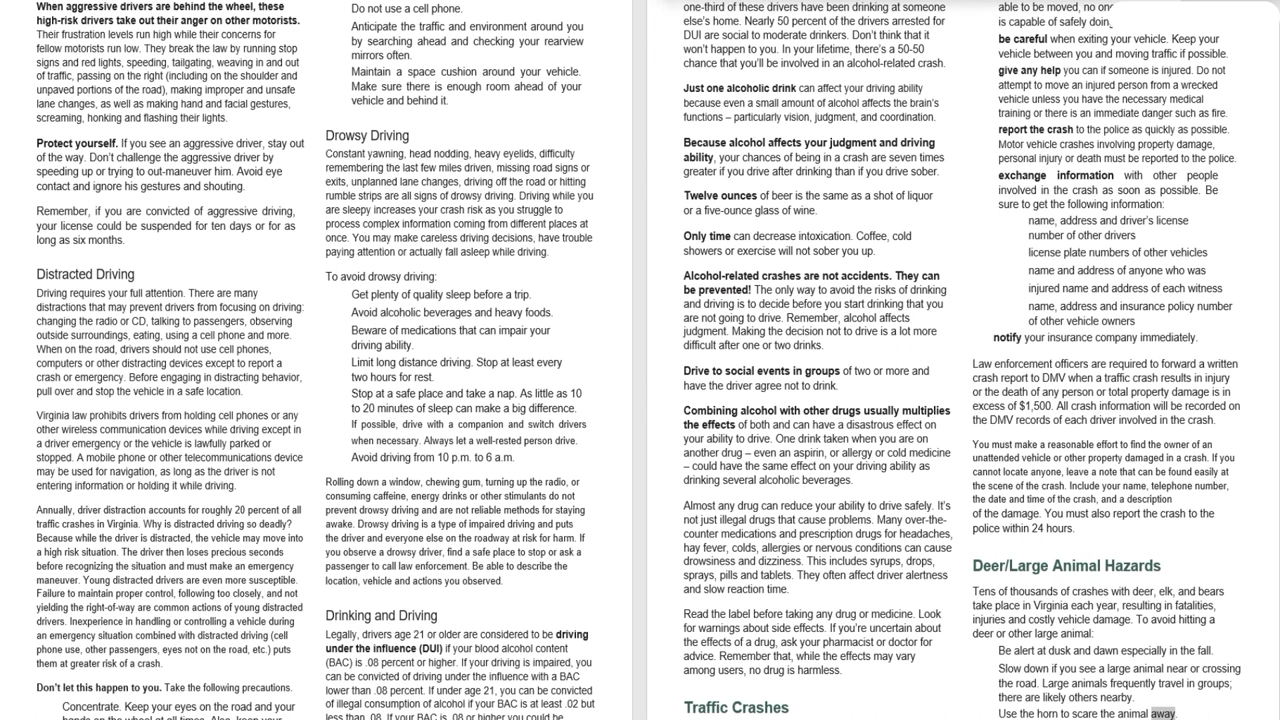 When aggressive drivers are behind the wheel, these
high-risk drivers take out their anger on other motorists.
Their frustration levels run high while their concerns for
fellow motorists run low. They break the law by running stop
signs and red lights, speeding, tailgating, weaving in and out
of traffic, passing on the right (including on the shoulder and
unpaved portions of the road), making improper and unsafe
lane changes, as well as making hand and facial gestures,
screaming, honking and flashing their lights.
Protect yourself. If you see an aggressive driver, stay out
of the way. Don't challenge the aggressive driver by
speeding up or trying to out-maneuver him. Avoid eye
contact and ignore his gestures and shouting.
Remember, if you are convicted of aggressive driving,
your license could be suspended for ten days or for as
long as six months.
Distracted Driving
Driving requires your full attention. There are many
distractions that may prevent drivers from focusing on driving:
changing the radio or CD, talking to passengers, observing
outside surroundings, eating, using a cell phone and more.
When on the road, drivers should not use cell phones,
computers or other distracting devices except to report a
crash or emergency. Before engaging in distracting behavior,
pull over and stop the vehicle in a safe location.
Virginia law prohibits drivers from holding cell phones or any
other wireless communication devices while driving except in
a driver emergency or the vehicle is lawfully parked or
stopped. A mobile phone or other telecommunications device
may be used for navigation, as long as the driver is not
entering information or holding it while driving.
Annually, driver distraction accounts for roughly 20 percent of all
traffic crashes in Virginia. Why is distracted driving so deadly?
Because while the driver is distracted, the vehicle may move into
a high risk situation. The driver then loses precious seconds
before recognizing the situation and must make an emergency
maneuver. Young distracted drivers are even more susceptible.
Failure to maintain proper control, following too closely, and not
yielding the right-of-way are common actions of young distracted
drivers. Inexperience in handling or controlling a vehicle during
an emergency situation combined with distracted driving (cell
phone use, other passengers, eyes not on the road, etc.) puts
them at greater risk of a crash.
Don't let this happen to you. Take the following precautions.
Concentrate. Keep your eyes on the road and your
hands on the wheel at all times. Also, keep your
Do not use a cell phone.
Anticipate the traffic and environment around you
by searching ahead and checking your rearview
mirrors often.
Maintain a space cushion around your vehicle.
Make sure there is enough room ahead of your
vehicle and behind it.
Drowsy Driving
Constant yawning, head nodding, heavy eyelids, difficulty
remembering the last few miles driven, missing road signs or
exits, unplanned lane changes, driving off the road or hitting
rumble strips are all signs of drowsy driving. Driving while you
are sleepy increases your crash risk as you struggle to
process complex information coming from different places at
once. You may make careless driving decisions, have trouble
paying attention or actually fall asleep while driving.
To avoid drowsy driving:
Get plenty of quality sleep before a trip.
Avoid alcoholic beverages and heavy foods.
Beware of medications that can impair your
driving ability.
Limit long distance driving. Stop at least every
two hours for rest.
Stop at a safe place and take a nap. As little as 10
to 20 minutes of sleep can make a big difference.
If possible, drive with a companion and switch drivers
when necessary. Always let a well-rested person drive.
Avoid driving from 10 p.m. to 6 a.m.
Rolling down a window, chewing gum, turning up the radio, or
consuming caffeine, energy drinks or other stimulants do not
prevent drowsy driving and are not reliable methods for staying
awake. Drowsy driving is a type of impaired driving and puts
the driver and everyone else on the roadway at risk for harm. If
you observe a drowsy driver, find a safe place to stop or ask a
passenger to call law enforcement. Be able to describe the
location, vehicle and actions you observed.
Drinking and Driving
Legally, drivers age 21 or older are considered to be driving
under the influence (DUI) if your blood alcohol content
(BAC) is .08 percent or higher. If your driving is impaired, you
can be convicted of driving under the influence with a BAC
lower than .08 percent. If under age 21, you can be convicted
of illegal consumption of alcohol if your BAC is at least .02 but
less than .08. If your BAC is .08 or higher you could be
one-third of these drivers have been drinking at someone
else's home. Nearly 50 percent of the drivers arrested for
DUI are social to moderate drinkers. Don't think that it
won't happen to you. In your lifetime, there's a 50-50
chance that you'll be involved in an alcohol-related crash.
Just one alcoholic drink can affect your driving ability
because even a small amount of alcohol affects the brain's
functions – particularly vision, judgment, and coordination.
Because alcohol affects your judgment and driving
ability, your chances of being in a crash are seven times
greater if you drive after drinking than if you drive sober.
Twelve ounces of beer is the same as a shot of liquor
or a five-ounce glass of wine.
Only time can decrease intoxication. Coffee, cold
showers or exercise will not sober you up.
Alcohol-related crashes are not accidents. They can
be prevented! The only way to avoid the risks of drinking
and driving is to decide before you start drinking that you
are not going to drive. Remember, alcohol affects
judgment. Making the decision not to drive is a lot more
difficult after one or two drinks.
Drive to social events in groups of two or more and
have the driver agree not to drink.
Combining alcohol with other drugs usually multiplies
the effects of both and can have a disastrous effect on
your ability to drive. One drink taken when you are on
another drug – even an aspirin, or allergy or cold medicine
– could have the same effect on your driving ability as
drinking several alcoholic beverages.
Almost any drug can reduce your ability to drive safely. It's
not just illegal drugs that cause problems. Many over-the-
counter medications and prescription drugs for headaches,
hay fever, colds, allergies or nervous conditions can cause
drowsiness and dizziness. This includes syrups, drops,
sprays, pills and tablets. They often affect driver alertness
and slow reaction time.
Read the label before taking any drug or medicine. Look
for warnings about side effects. If you're uncertain about
the effects of a drug, ask your pharmacist or doctor for
advice. Remember that, while the effects may vary
among users, no drug is harmless.
Traffic Crashes
able to be moved, no one
is capable of safely doing
be careful when exiting your vehicle. Keep your
vehicle between you and moving traffic if possible.
give any help you can if someone is injured. Do not
attempt to move an injured person from a wrecked
vehicle unless you have the necessary medical
training or there is an immediate danger such as fire.
report the crash to the police as quickly as possible.
Motor vehicle crashes involving property damage,
personal injury or death must be reported to the police.
exchange information with other people
involved in the crash as soon as possible. Be
sure to get the following information:
name, address and driver's license
number of other drivers
license plate numbers of other vehicles
name and address of anyone who was
injured name and address of each witness
name, address and insurance policy number
of other vehicle owners
notify your insurance company immediately.
Law enforcement officers are required to forward a written
crash report to DMV when a traffic crash results in injury
or the death of any person or total property damage is in
excess of $1,500. All crash information will be recorded on
the DMV records of each driver involved in the crash.
You must make a reasonable effort to find the owner of an
unattended vehicle or other property damaged in a crash. If you
cannot locate anyone, leave a note that can be found easily at
the scene of the crash. Include your name, telephone number,
the date and time of the crash, and a description
of the damage. You must also report the crash to the
police within 24 hours.
Deer/Large Animal Hazards
Tens of thousands of crashes with deer, elk, and bears
take place in Virginia each year, resulting in fatalities,
injuries and costly vehicle damage. To avoid hitting a
deer or other large animal:
Be alert at dusk and dawn especially in the fall.
Slow down if you see a large animal near or crossing
the road. Large animals frequently travel in groups;
there are likely others nearby.
Use the horn to scare the animal away.